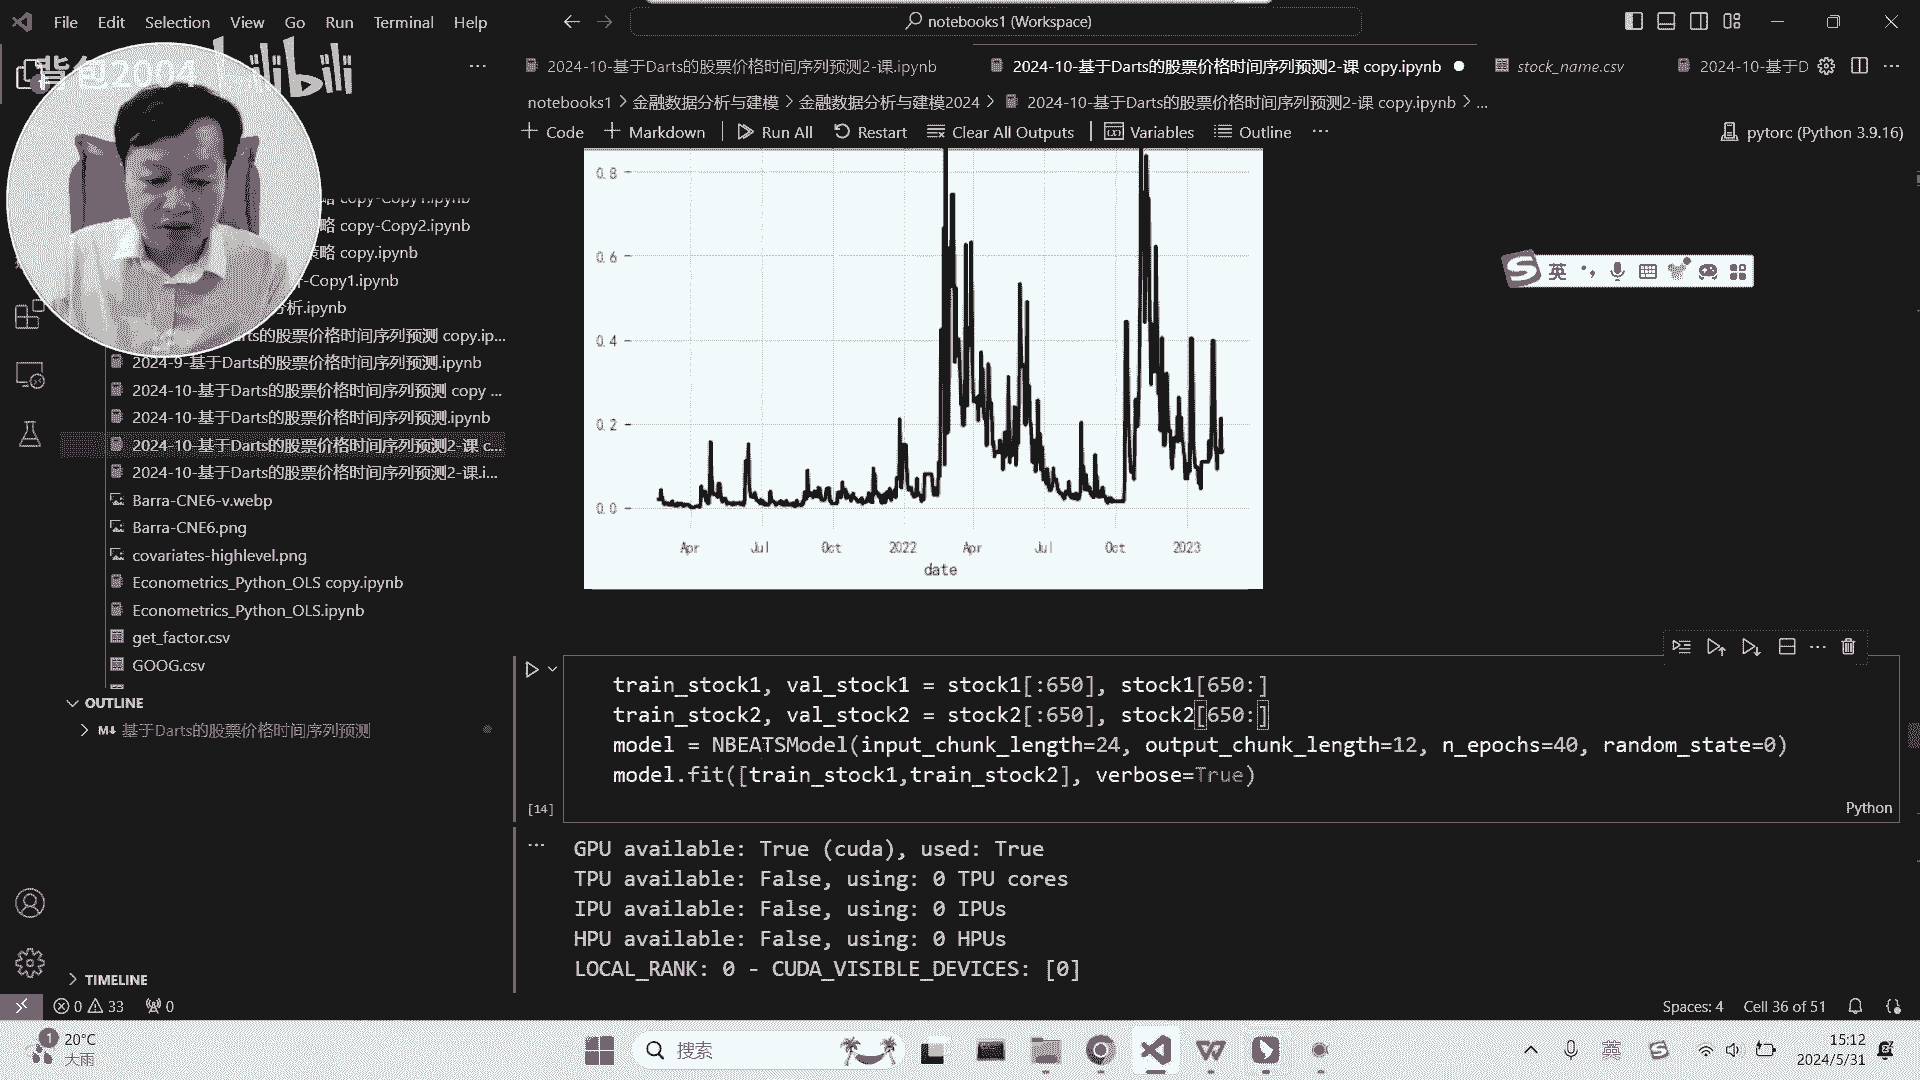 File Edit Selection View Go Run Terminal Help
notebooks1 (Workspace)
背包2004 bilibili
2024-10-基于Darts的股票价格时间序列预测2-课.ipynb
2024-10-基于Darts的股票价格时间序列预测2-课 copy.ipynb
stock_name.csv
2024-10-基于D
notebooks1 > 金融数据分析与建模 > 金融数据分析与建模2024 > 2024-10-基于Darts的股票价格时间序列预测2-课 copy.ipynb > ...
Code Markdown Run All Restart Clear All Outputs Variables Outline ...
pytorc (Python 3.9.16)
略 copy-Copy1.ipynb
略 copy-Copy2.ipynb
策略 copy.ipynb
-Copy1.ipynb
分析.ipynb
ts的股票价格时间序列预测 copy.ip...
2024-9-基于Darts的股票价格时间序列预测.ipynb
2024-10-基于Darts的股票价格时间序列预测 copy ...
2024-10-基于Darts的股票价格时间序列预测.ipynb
2024-10-基于Darts的股票价格时间序列预测2-课 c...
2024-10-基于Darts的股票价格时间序列预测2-课.i...
Barra-CNE6-v.webp
Barra-CNE6.png
covariates-highlevel.png
Econometrics_Python_OLS copy.ipynb
Econometrics_Python_OLS.ipynb
get_factor.csv
GOOG.csv
OUTLINE
基于Darts的股票价格时间序列预测
TIMELINE
0.8
0.6
0.4
0.2
0.0
Apr Jul Oct 2022 Apr Jul Oct 2023
date
英
train_stock1, val_stock1 = stock1[:650], stock1[650:]
train_stock2, val_stock2 = stock2[:650], stock2[650:]
model = NBEATSModel(input_chunk_length=24, output_chunk_length=12, n_epochs=40, random_state=0)
model.fit([train_stock1,train_stock2], verbose=True)
[14]
Python
GPU available: True (cuda), used: True
TPU available: False, using: 0 TPU cores
IPU available: False, using: 0 IPUs
HPU available: False, using: 0 HPUs
LOCAL_RANK: 0 - CUDA_VISIBLE_DEVICES: [0]
0 33 0
Spaces: 4 Cell 36 of 51
1 20°C
大雨
搜索
英
15:12
2024/5/31